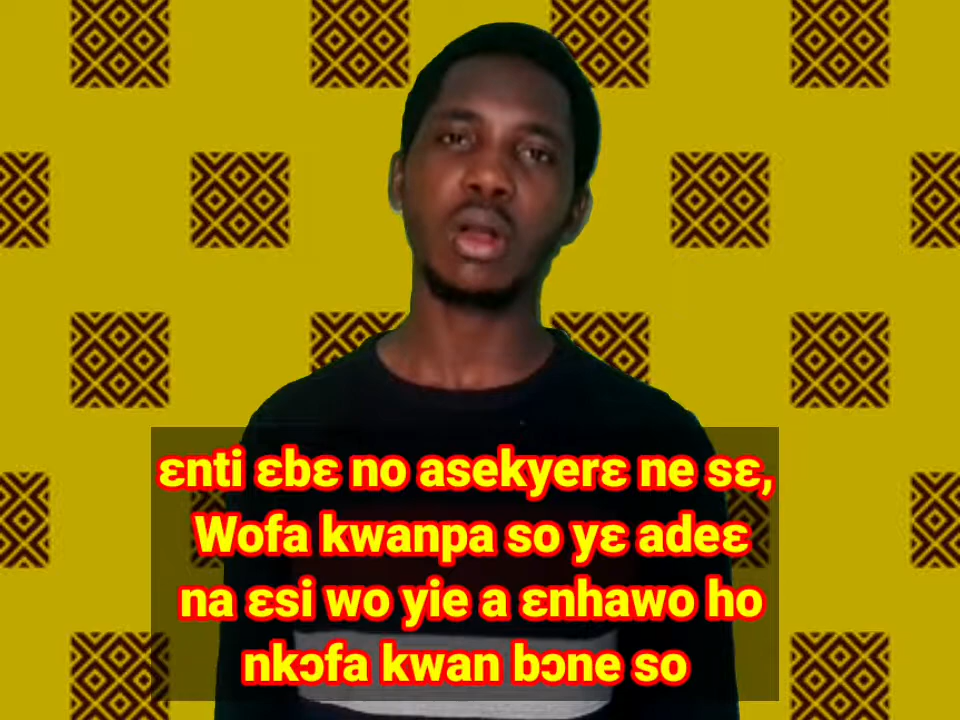 ɛnti ɛbɛ no asekyerɛ ne sɛ,
Wofa kwanpa so yɛ adeɛ
na ɛsi wo yie a ɛnhawo ho
nkɔfa kwan bɔne so